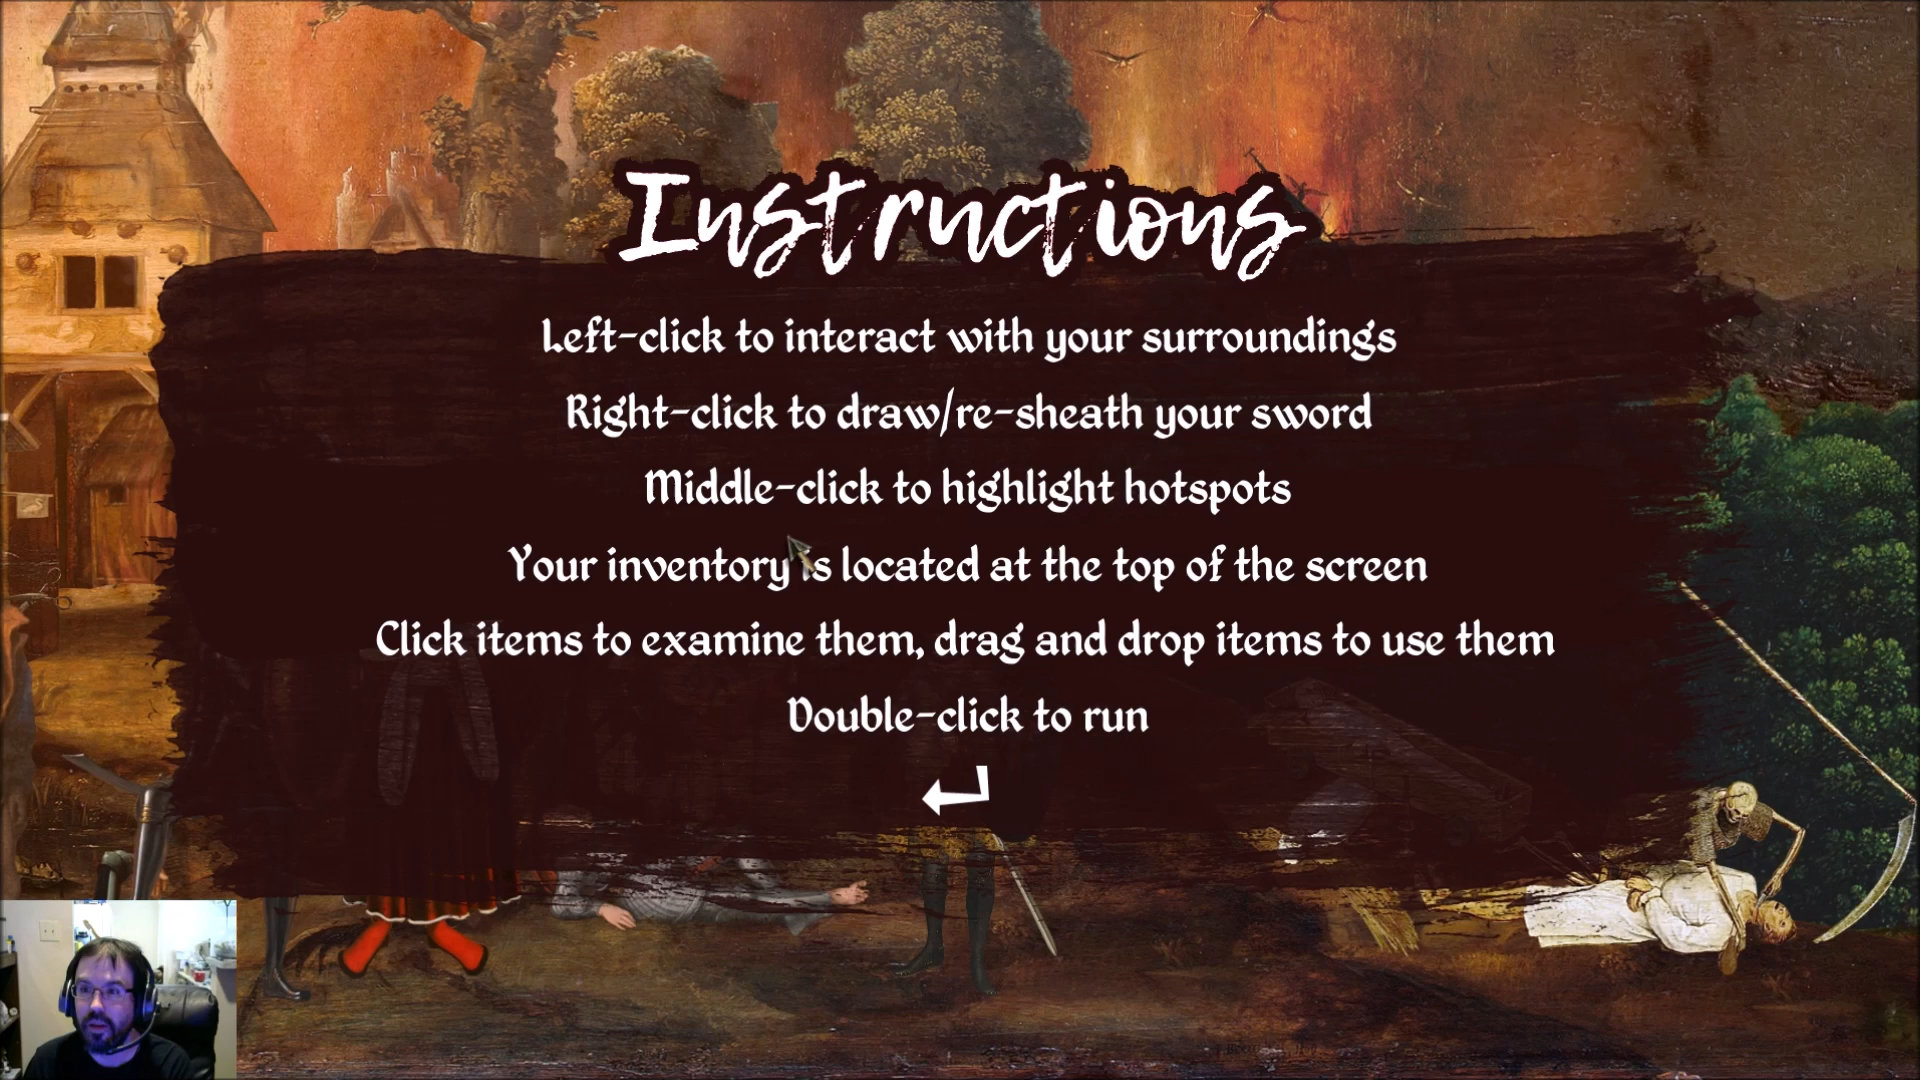 Instructions
Left-click to interact with your surroundings
Right-click to draw/re-sheath your sword
Middle-click to highlight hotspots
Your inventory is located at the top of the screen
Click items to examine them, drag and drop items to use them
Double-click to run